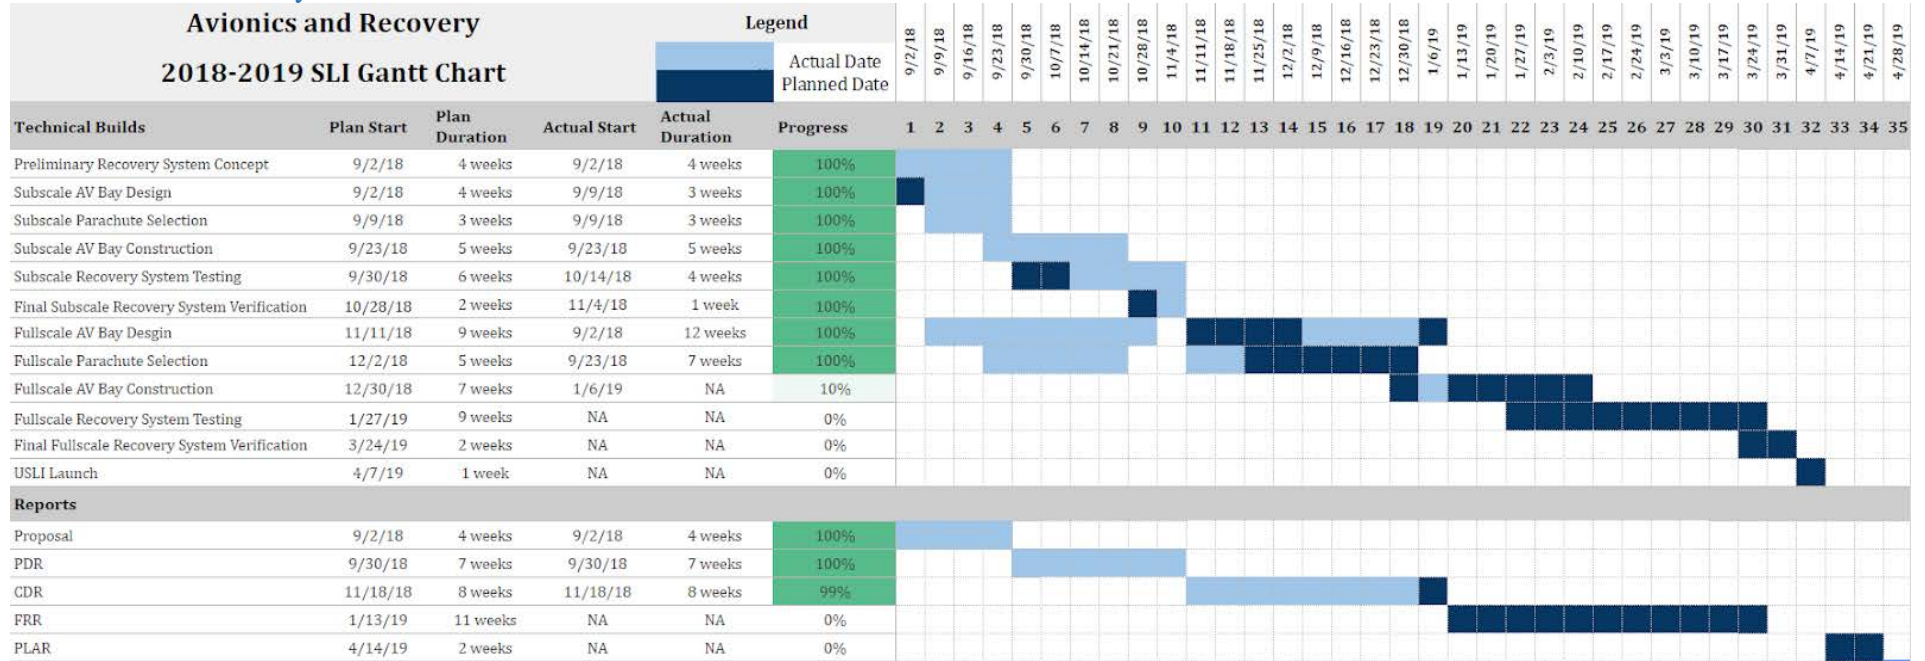 Avionics and Recovery
2018-2019 SLI Gantt Chart
Legend
Actual Date
Planned Date
9/2/18 9/9/18 9/16/18 9/23/18 9/30/18 10/7/18 10/14/18 10/21/18 10/28/18 11/4/18 11/11/18 11/18/18 11/25/18 12/2/18 12/9/18 12/16/18 12/23/18 12/30/18 1/6/19 1/13/19 1/20/19 1/27/19 2/3/19 2/10/19 2/17/19 2/24/19 3/3/19 3/10/19 3/17/19 3/24/19 3/31/19 4/7/19 4/14/19 4/21/19 4/28/19
Technical Builds Plan Start Plan Duration Actual Start Actual Duration Progress 1 2 3 4 5 6 7 8 9 10 11 12 13 14 15 16 17 18 19 20 21 22 23 24 25 26 27 28 29 30 31 32 33 34 35
Preliminary Recovery System Concept 9/2/18 4 weeks 9/2/18 4 weeks 100%
Subscale AV Bay Design 9/2/18 4 weeks 9/9/18 3 weeks 100%
Subscale Parachute Selection 9/9/18 3 weeks 9/9/18 3 weeks 100%
Subscale AV Bay Construction 9/23/18 5 weeks 9/23/18 5 weeks 100%
Subscale Recovery System Testing 9/30/18 6 weeks 10/14/18 4 weeks 100%
Final Subscale Recovery System Verification 10/28/18 2 weeks 11/4/18 1 week 100%
Fullscale AV Bay Desgin 11/11/18 9 weeks 9/2/18 12 weeks 100%
Fullscale Parachute Selection 12/2/18 5 weeks 9/23/18 7 weeks 100%
Fullscale AV Bay Construction 12/30/18 7 weeks 1/6/19 NA 10%
Fullscale Recovery System Testing 1/27/19 9 weeks NA NA 0%
Final Fullscale Recovery System Verification 3/24/19 2 weeks NA NA 0%
USLI Launch 4/7/19 1 week NA NA 0%
Reports
Proposal 9/2/18 4 weeks 9/2/18 4 weeks 100%
PDR 9/30/18 7 weeks 9/30/18 7 weeks 100%
CDR 11/18/18 8 weeks 11/18/18 8 weeks 99%
FRR 1/13/19 11 weeks NA NA 0%
PLAR 4/14/19 2 weeks NA NA 0%